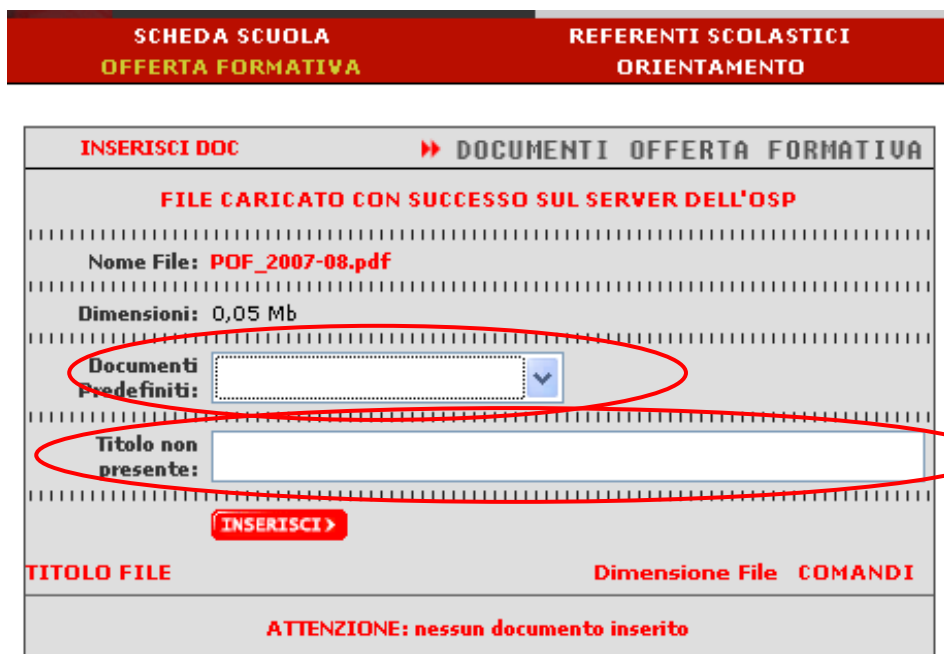 SCHEDA SCUOLA REFERENTI SCOLASTICI
OFFERTA FORMATIVA ORIENTAMENTO
INSERISCI DOC DOCUMENTI OFFERTA FORMATIVA
FILE CARICATO CON SUCCESSO SUL SERVER DELL'OSP
Nome File: POF_2007-08.pdf
Dimensioni: 0,05 Mb
Documenti
Predefiniti:
Titolo non
presente:
INSERISCI >
TITOLO FILE Dimensione File COMANDI
ATTENZIONE: nessun documento inserito